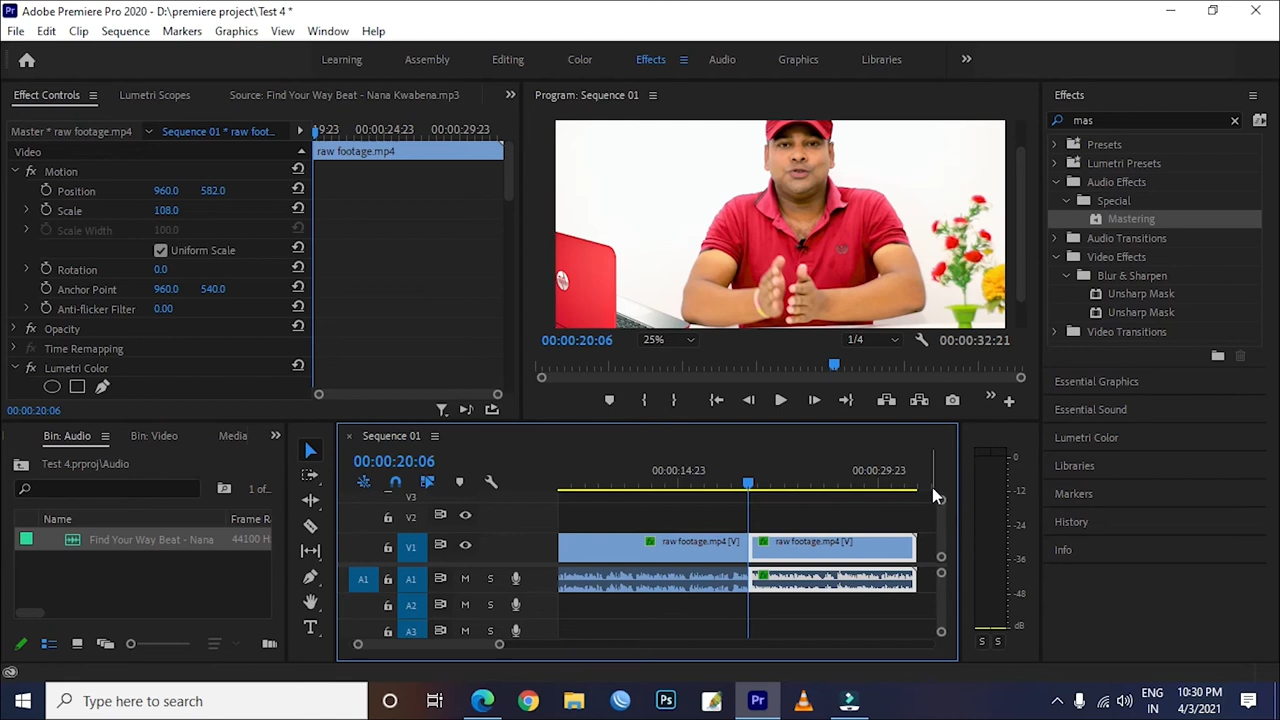 Pr Adobe Premiere Pro 2020 - D:\premiere project\Test 4 *
File Edit Clip Sequence Markers Graphics View Window Help
Learning Assembly Editing Color Effects Audio Graphics Libraries
Effect Controls Lumetri Scopes Source: Find Your Way Beat - Nana Kwabena.mp3
Master * raw footage.mp4 Sequence 01 * raw foot... 19:23 00:00:24:23 00:00:29:23
Video raw footage.mp4
Motion
Position 960.0 582.0
Scale 108.0
Scale Width 100.0
Uniform Scale
Rotation 0.0
Anchor Point 960.0 540.0
Anti-flicker Filter 0.00
Opacity
Time Remapping
Lumetri Color
00:00:20:06
Program: Sequence 01
00:00:20:06 25% 1/4 00:00:32:21
Effects
mas
Presets
Lumetri Presets
Audio Effects
Special
Mastering
Audio Transitions
Video Effects
Blur & Sharpen
Unsharp Mask
Unsharp Mask
Video Transitions
Essential Graphics
Essential Sound
Lumetri Color
Libraries
Markers
History
Info
Bin: Audio Bin: Video Media
Test 4.prproj\Audio
1 of...
Name Frame R
Find Your Way Beat - Nana 44100 H
Sequence 01
00:00:20:06
00:00:14:23 00:00:29:23
V3
V2
V1 raw footage.mp4 [V] raw footage.mp4 [V]
A1 A1 M S
A2 M S
A3 M S
0
-12
-24
-36
-48
dB
S S
Type here to search
Ps Pr
ENG
IN
10:30 PM
4/3/2021